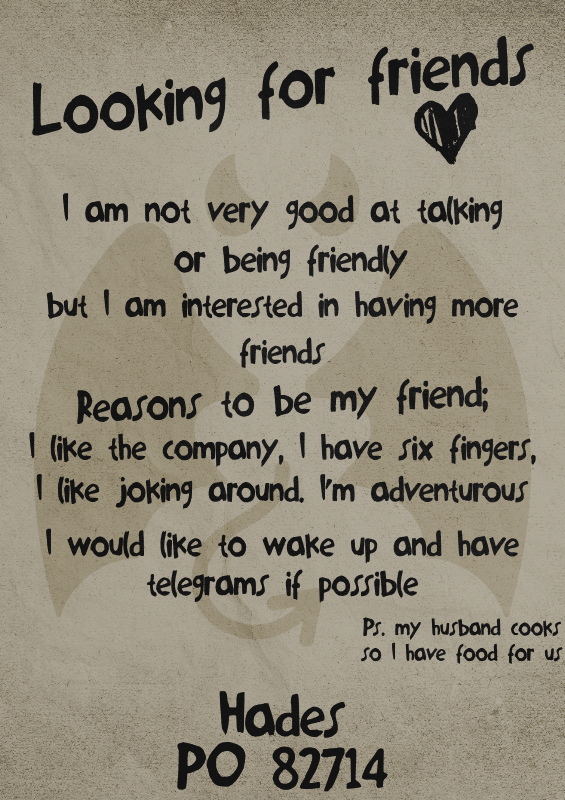 Looking for friends
I am not very good at talking
or being friendly
but I am interested in having more
friends
Reasons to be my friend;
I like the company, I have six fingers,
I like joking around. I'm adventurous
I would like to wake up and have
telegrams if possible
Ps. my husband cooks
so I have food for us
Hades
PO 82714